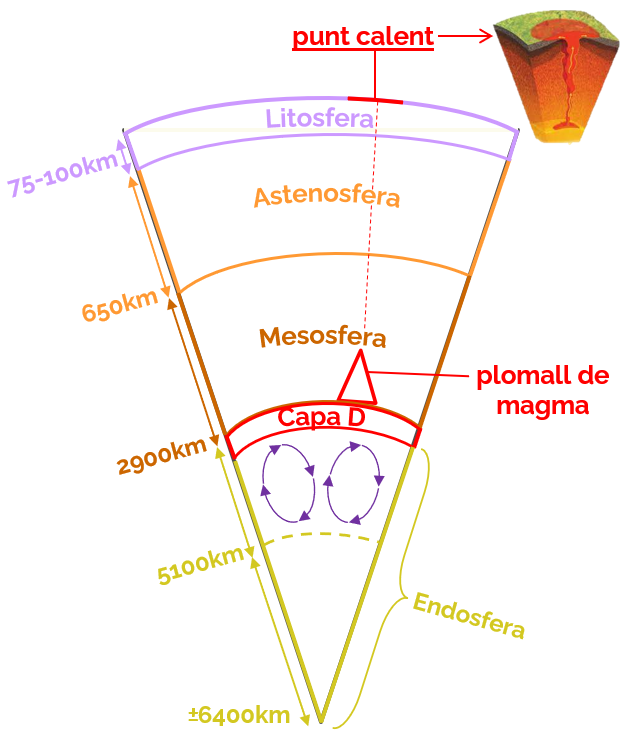 punt calent
Litosfera
75-100km
Astenosfera
650km
Mesosfera
plomall de
magma
Capa D
2900km
5100km
Endosfera
±6400km